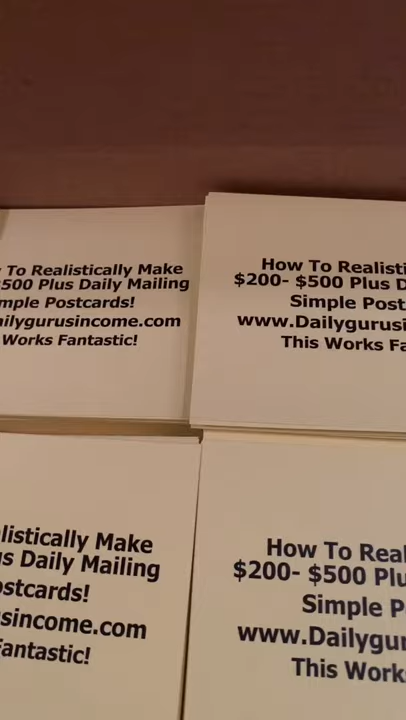 To Realistically Make
$500 Plus Daily Mailing
mple Postcards!
ailygurusincome.com
Works Fantastic!
How To Realisti
$200- $500 Plus D
Simple Post
www.Dailygurusi
This Works Fa
listically Make
s Daily Mailing
ostcards!
sincome.com
Fantastic!
How To Real
$200- $500 Plu
Simple P
www.Dailygur
This Work